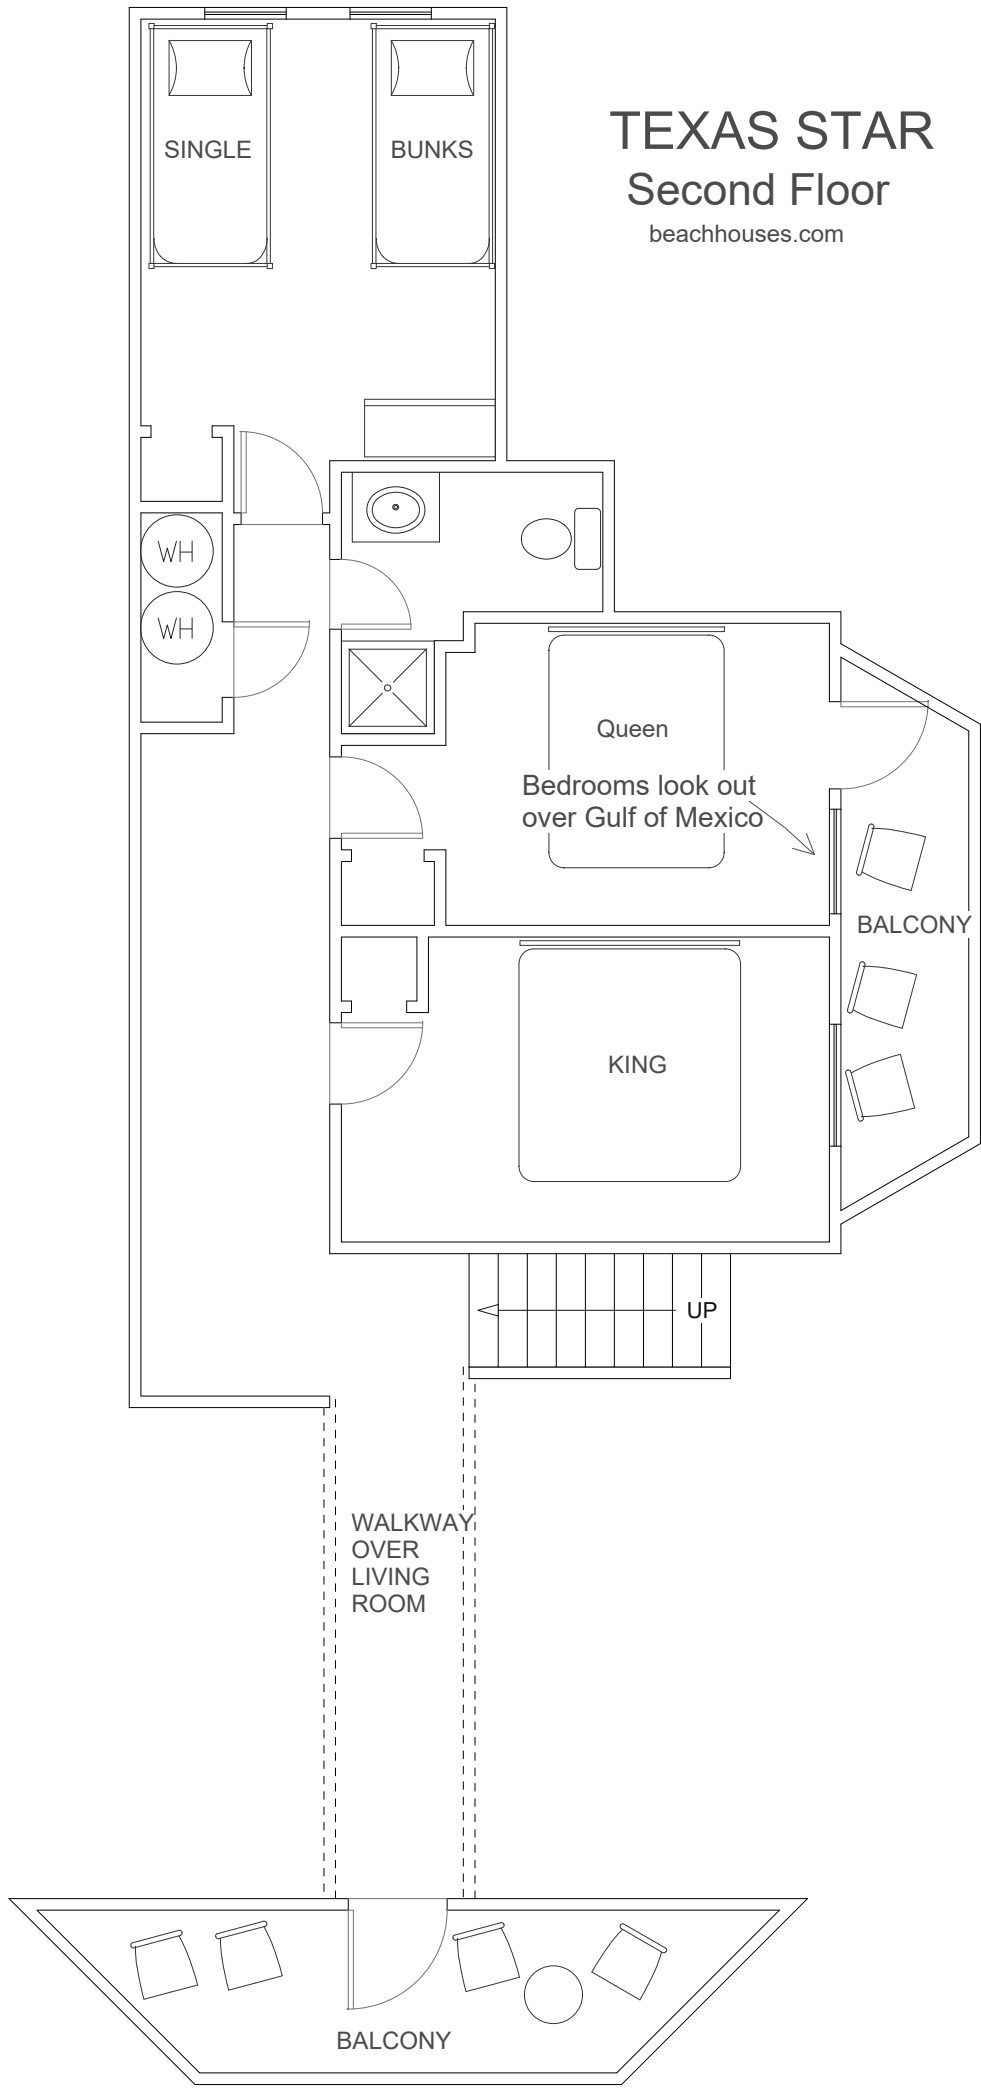 SINGLE
BUNKS
TEXAS STAR
Second Floor
beachhouses.com
WH
WH
Queen
Bedrooms look out
over Gulf of Mexico
BALCONY
KING
UP
WALKWAY
OVER
LIVING
ROOM
BALCONY